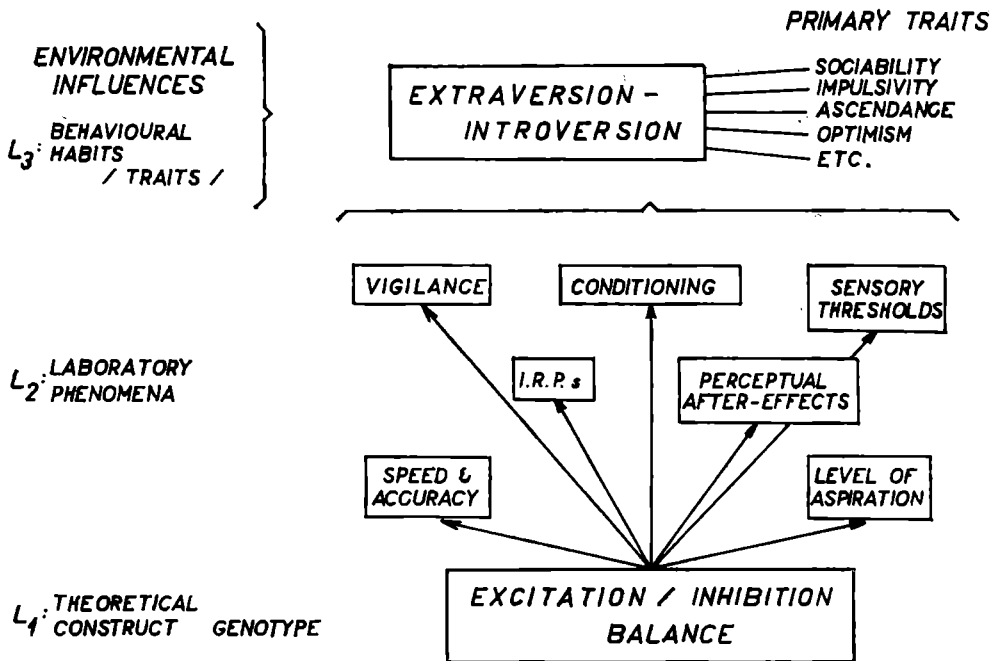 PRIMARY TRAITS
ENVIRONMENTAL
INFLUENCES
L3: BEHAVIOURAL
HABITS
/ TRAITS /
EXTRAVERSION –
INTROVERSION
SOCIABILITY
IMPULSIVITY
ASCENDANCE
OPTIMISM
ETC.
L2: LABORATORY
PHENOMENA
VIGILANCE
CONDITIONING
SENSORY
THRESHOLDS
I.R.P.s
PERCEPTUAL
AFTER-EFFECTS
SPEED &
ACCURACY
LEVEL OF
ASPIRATION
L1: THEORETICAL
CONSTRUCT GENOTYPE
EXCITATION / INHIBITION
BALANCE